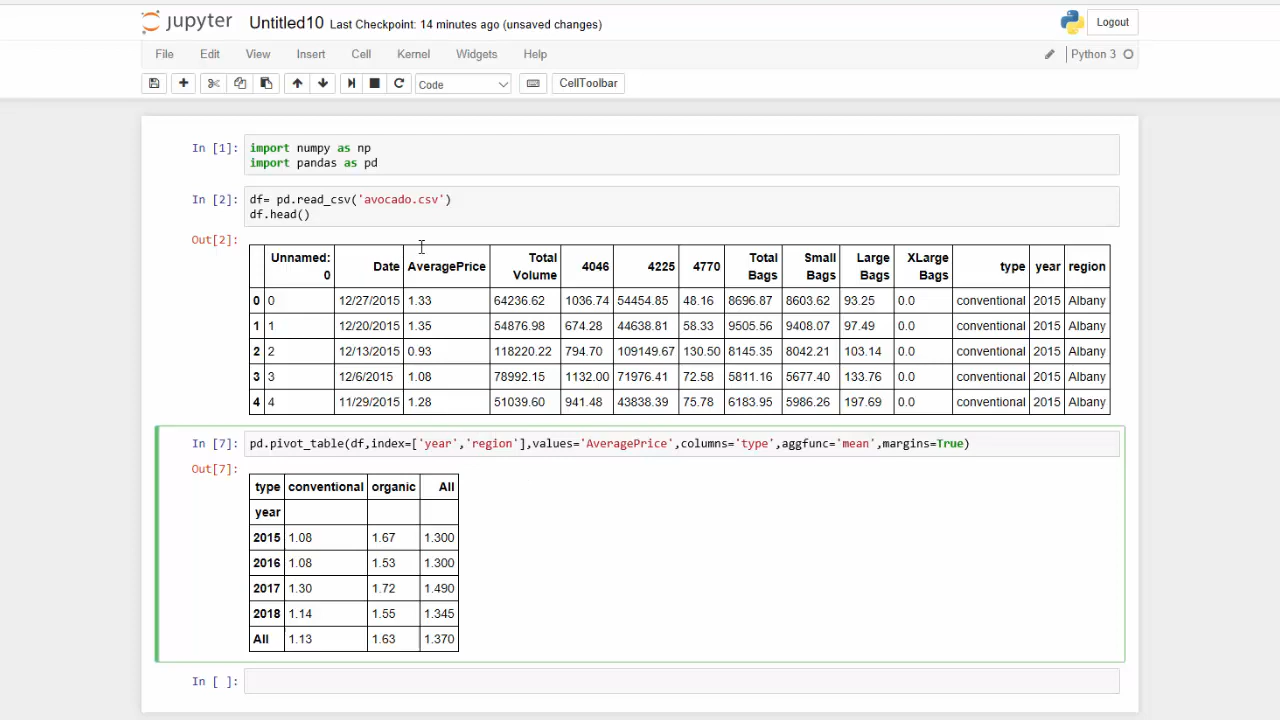 jupyter Untitled10 Last Checkpoint: 14 minutes ago (unsaved changes) Logout
File Edit View Insert Cell Kernel Widgets Help Python 3
Code CellToolbar
In [1]: import numpy as np
import pandas as pd
In [2]: df= pd.read_csv('avocado.csv')
df.head()
Out[2]:
Unnamed: 0 Date AveragePrice Total Volume 4046 4225 4770 Total Bags Small Bags Large Bags XLarge Bags type year region
0 0 12/27/2015 1.33 64236.62 1036.74 54454.85 48.16 8696.87 8603.62 93.25 0.0 conventional 2015 Albany
1 1 12/20/2015 1.35 54876.98 674.28 44638.81 58.33 9505.56 9408.07 97.49 0.0 conventional 2015 Albany
2 2 12/13/2015 0.93 118220.22 794.70 109149.67 130.50 8145.35 8042.21 103.14 0.0 conventional 2015 Albany
3 3 12/6/2015 1.08 78992.15 1132.00 71976.41 72.58 5811.16 5677.40 133.76 0.0 conventional 2015 Albany
4 4 11/29/2015 1.28 51039.60 941.48 43838.39 75.78 6183.95 5986.26 197.69 0.0 conventional 2015 Albany
In [7]: pd.pivot_table(df,index=['year','region'],values='AveragePrice',columns='type',aggfunc='mean',margins=True)
Out[7]:
type conventional organic All
year
2015 1.08 1.67 1.300
2016 1.08 1.53 1.300
2017 1.30 1.72 1.490
2018 1.14 1.55 1.345
All 1.13 1.63 1.370
In [ ]: